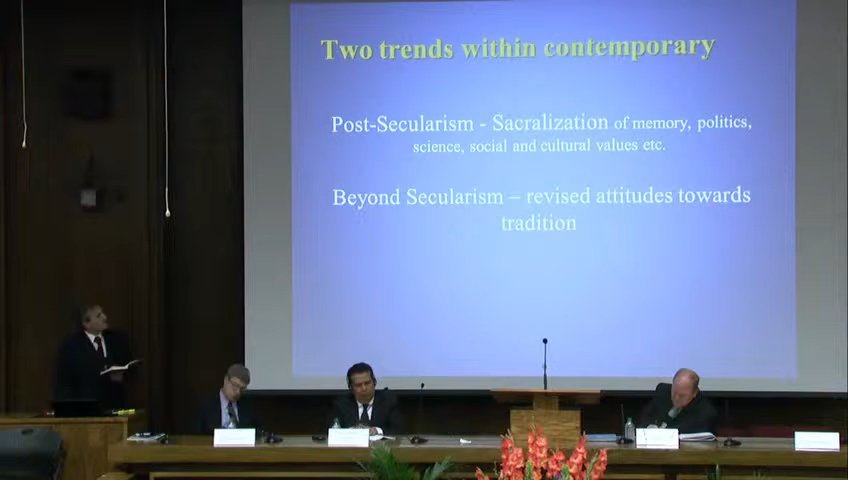 Two trends within contemporary
Post-Secularism - Sacralization of memory, politics,
science, social and cultural values etc.
Beyond Secularism – revised attitudes towards
tradition